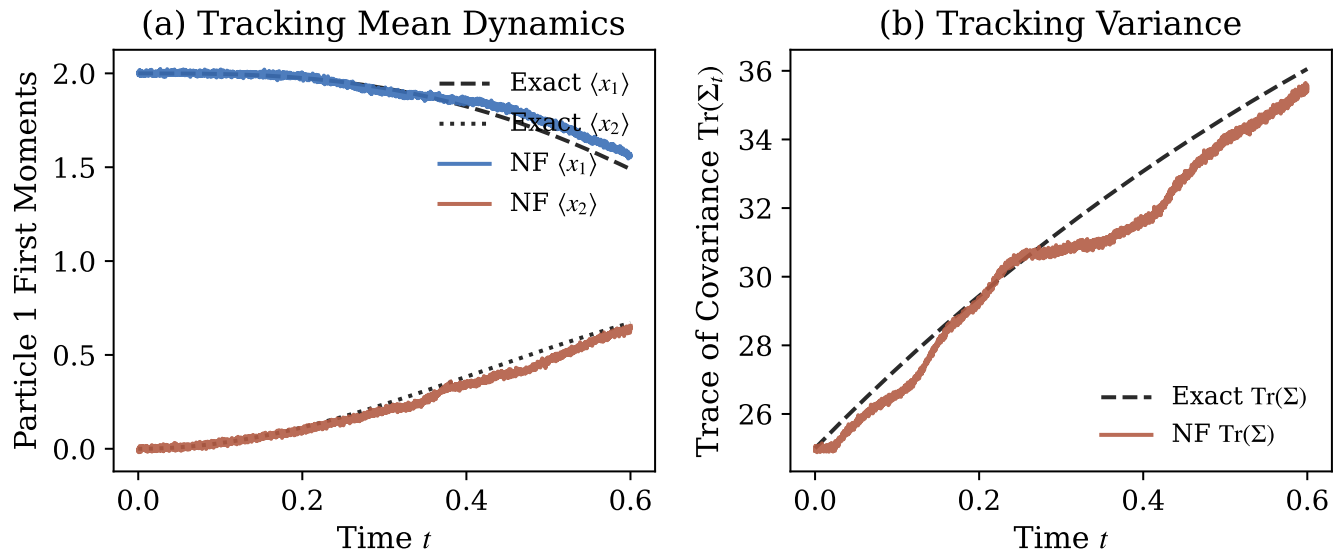 (a) Tracking Mean Dynamics
Particle 1 First Moments
2.0
1.5
1.0
0.5
0.0
0.0
0.2
0.4
0.6
Time t
Exact ⟨x₁⟩
Exact ⟨x₂⟩
NF ⟨x₁⟩
NF ⟨x₂⟩
(b) Tracking Variance
Trace of Covariance Tr(Σₜ)
36
34
32
30
28
26
0.0
0.2
0.4
0.6
Time t
Exact Tr(Σ)
NF Tr(Σ)